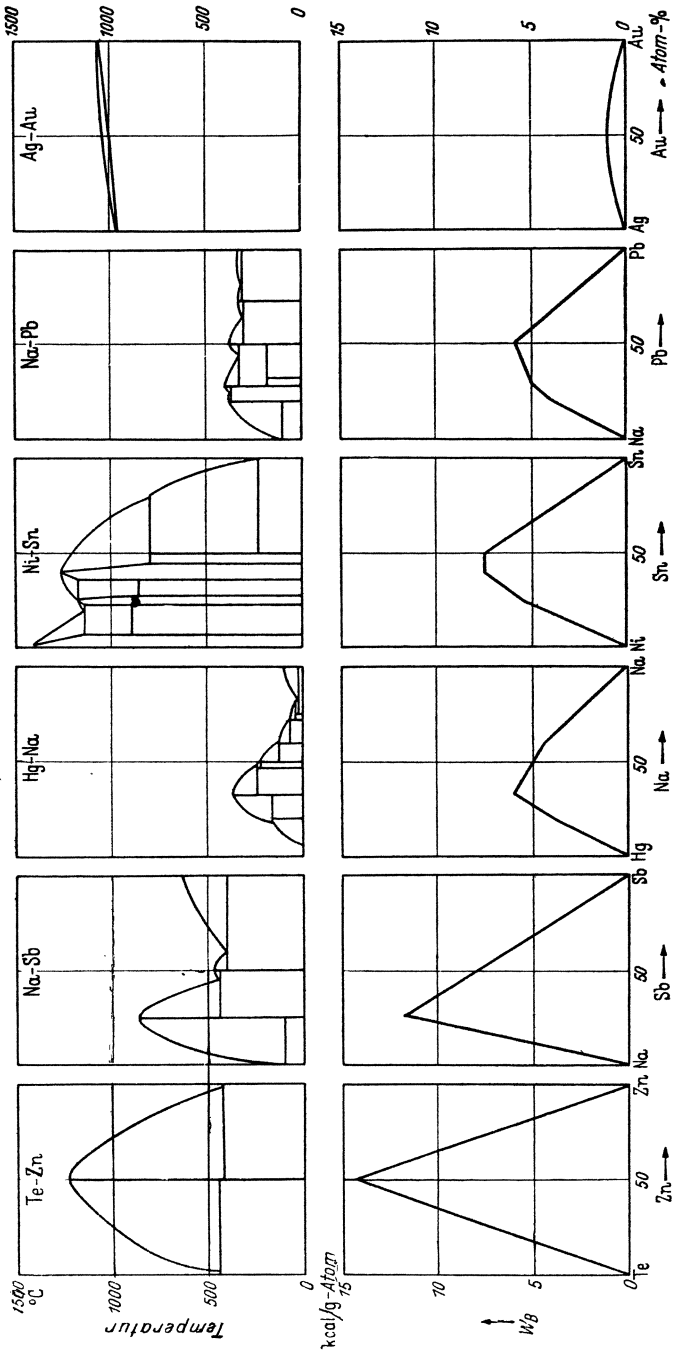 Te-Zn
Na-Sb
Hg-Na
Ni-Sn
Na-Pb
Ag-Au
1500
°C
1000
500
0
Temperatur
1500
1000
500
0
kcal/g-Atom
15
10
5
0
W_B
15
10
5
0
Te 50 Zn
Zn →
Na 50 Sb
Sb →
Hg 50 Na
Na →
Ni 50 Sn
Sn →
Na 50 Pb
Pb →
Ag 50 Au
Au → Atom-%